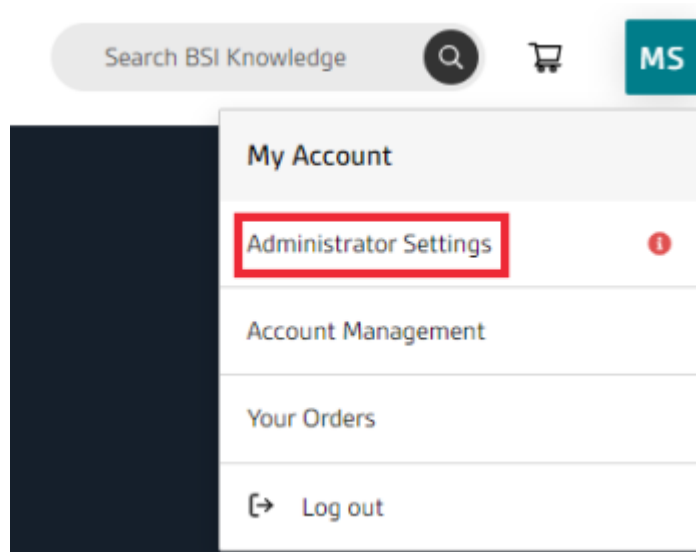 Search BSI Knowledge
MS
My Account
Administrator Settings
Account Management
Your Orders
Log out